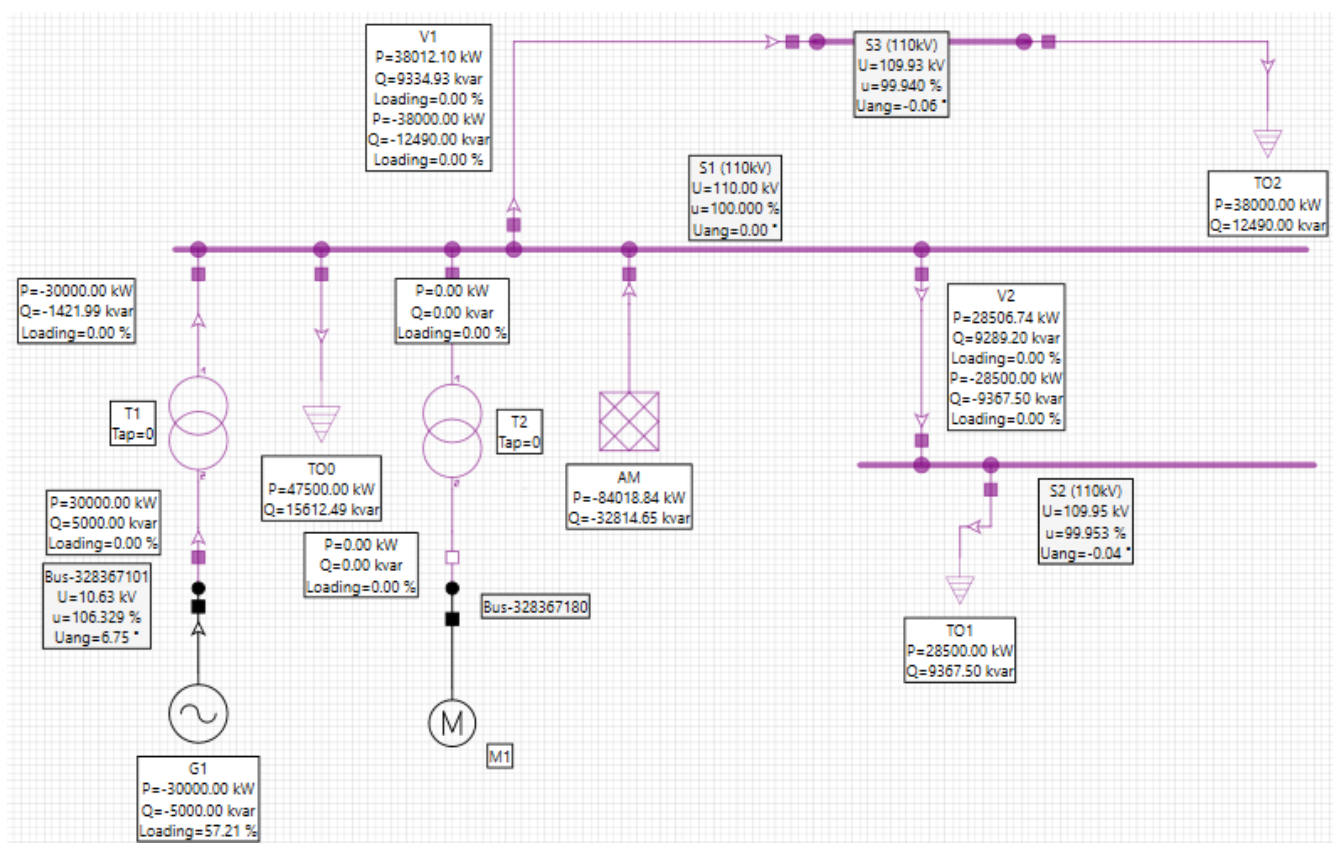 V1
P=38012.10 kW
Q=9334.93 kvar
Loading=0.00 %
P=-38000.00 kW
Q=-12490.00 kvar
Loading=0.00 %
S3 (110kV)
U=109.93 kV
u=99.940 %
Uang=-0.06 °
S1 (110kV)
U=110.00 kV
u=100.000 %
Uang=0.00 °
TO2
P=38000.00 kW
Q=12490.00 kvar
P=-30000.00 kW
Q=-1421.99 kvar
Loading=0.00 %
P=0.00 kW
Q=0.00 kvar
Loading=0.00 %
V2
P=28506.74 kW
Q=9289.20 kvar
Loading=0.00 %
P=-28500.00 kW
Q=-9367.50 kvar
Loading=0.00 %
1
1
T1
Tap=0
T2
Tap=0
2
2
TO0
P=47500.00 kW
Q=15612.49 kvar
AM
P=-84018.84 kW
Q=-32814.65 kvar
P=30000.00 kW
Q=5000.00 kvar
Loading=0.00 %
P=0.00 kW
Q=0.00 kvar
Loading=0.00 %
S2 (110kV)
U=109.95 kV
u=99.953 %
Uang=-0.04 °
Bus-328367101
U=10.63 kV
u=106.329 %
Uang=6.75 °
Bus-328367180
TO1
P=28500.00 kW
Q=9367.50 kvar
M
M1
G1
P=-30000.00 kW
Q=-5000.00 kvar
Loading=57.21 %